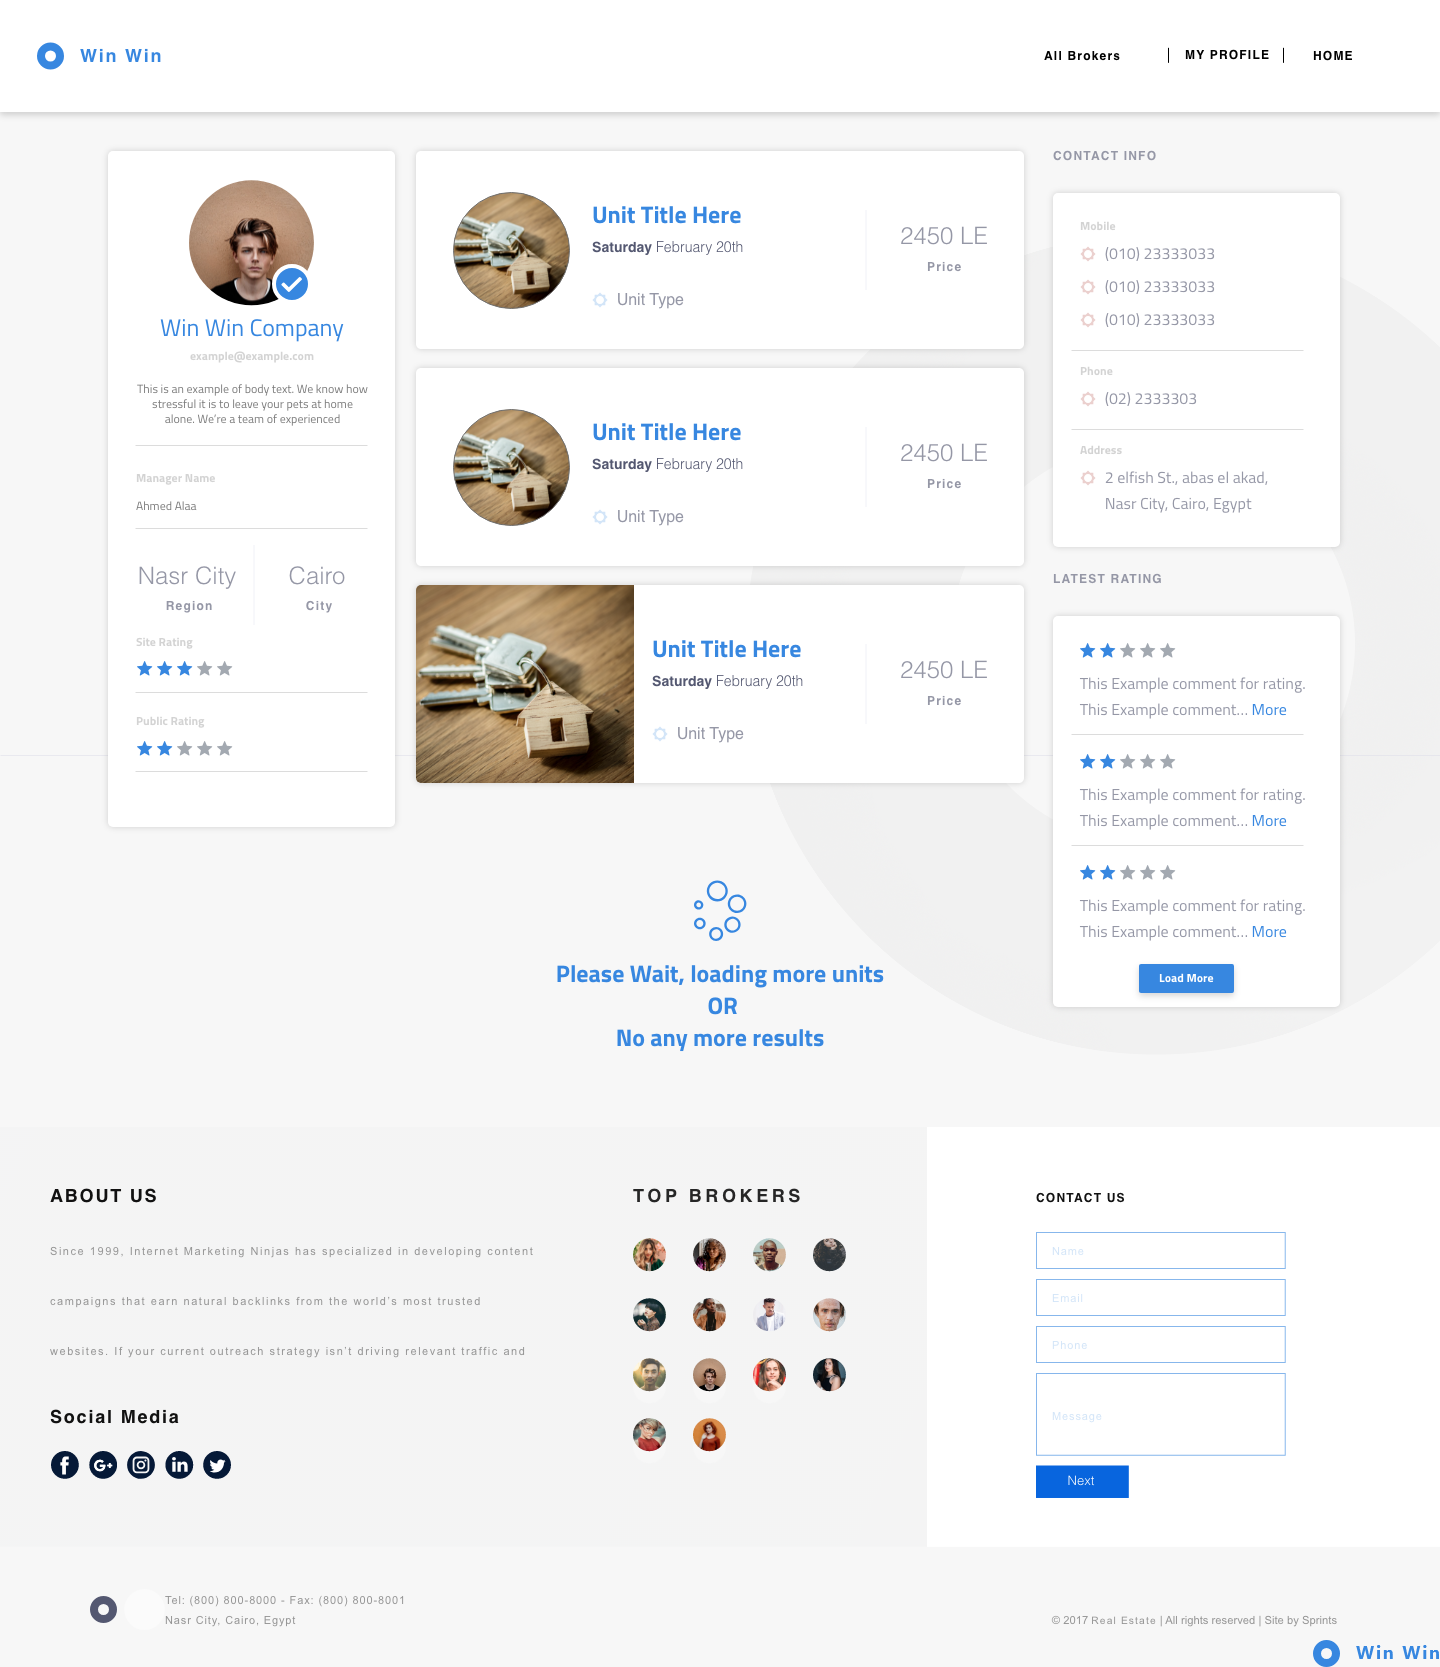 Win Win
All Brokers
MY PROFILE
HOME
Win Win Company
example@example.com
This is an example of body text. We know how
stressful it is to leave your pets at home
alone. We're a team of experienced
Manager Name
Ahmed Alaa
Nasr City
Region
Cairo
City
Site Rating
Public Rating
Unit Title Here
Saturday February 20th
Unit Type
2450 LE
Price
Unit Title Here
Saturday February 20th
Unit Type
2450 LE
Price
Unit Title Here
Saturday February 20th
Unit Type
2450 LE
Price
Please Wait, loading more units
OR
No any more results
CONTACT INFO
Mobile
(010) 23333033
(010) 23333033
(010) 23333033
Phone
(02) 2333303
Address
2 elfish St., abas el akad,
Nasr City, Cairo, Egypt
LATEST RATING
This Example comment for rating.
This Example comment... More
This Example comment for rating.
This Example comment... More
This Example comment for rating.
This Example comment... More
Load More
ABOUT US
Since 1999, Internet Marketing Ninjas has specialized in developing content
campaigns that earn natural backlinks from the world's most trusted
websites. If your current outreach strategy isn't driving relevant traffic and
Social Media
TOP BROKERS
CONTACT US
Name
Email
Phone
Message
Next
Tel: (800) 800-8000 - Fax: (800) 800-8001
Nasr City, Cairo, Egypt
© 2017 Real Estate | All rights reserved | Site by Sprints
Win Win